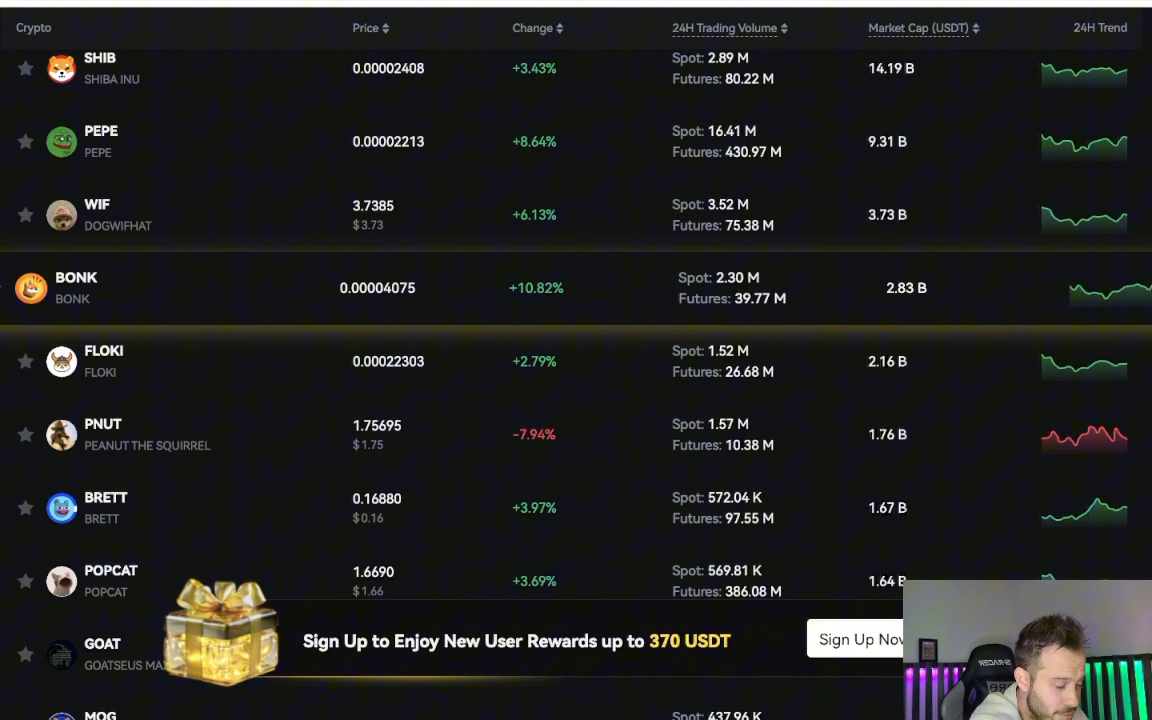 Crypto Price Change 24H Trading Volume Market Cap (USDT) 24H Trend
SHIB
SHIBA INU
0.00002408
+3.43%
Spot: 2.89 M
Futures: 80.22 M
14.19 B
PEPE
PEPE
0.00002213
+8.64%
Spot: 16.41 M
Futures: 430.97 M
9.31 B
WIF
DOGWIFHAT
3.7385
$ 3.73
+6.13%
Spot: 3.52 M
Futures: 75.38 M
3.73 B
BONK
BONK
0.00004075
+10.82%
Spot: 2.30 M
Futures: 39.77 M
2.83 B
FLOKI
FLOKI
0.00022303
+2.79%
Spot: 1.52 M
Futures: 26.68 M
2.16 B
PNUT
PEANUT THE SQUIRREL
1.75695
$ 1.75
-7.94%
Spot: 1.57 M
Futures: 10.38 M
1.76 B
BRETT
BRETT
0.16880
$ 0.16
+3.97%
Spot: 572.04 K
Futures: 97.55 M
1.67 B
POPCAT
POPCAT
1.6690
$ 1.66
+3.69%
Spot: 569.81 K
Futures: 386.08 M
1.64 B
GOAT
GOATSEUS
Sign Up to Enjoy New User Rewards up to 370 USDT
Sign Up
MOG
Spot: 437.96 K